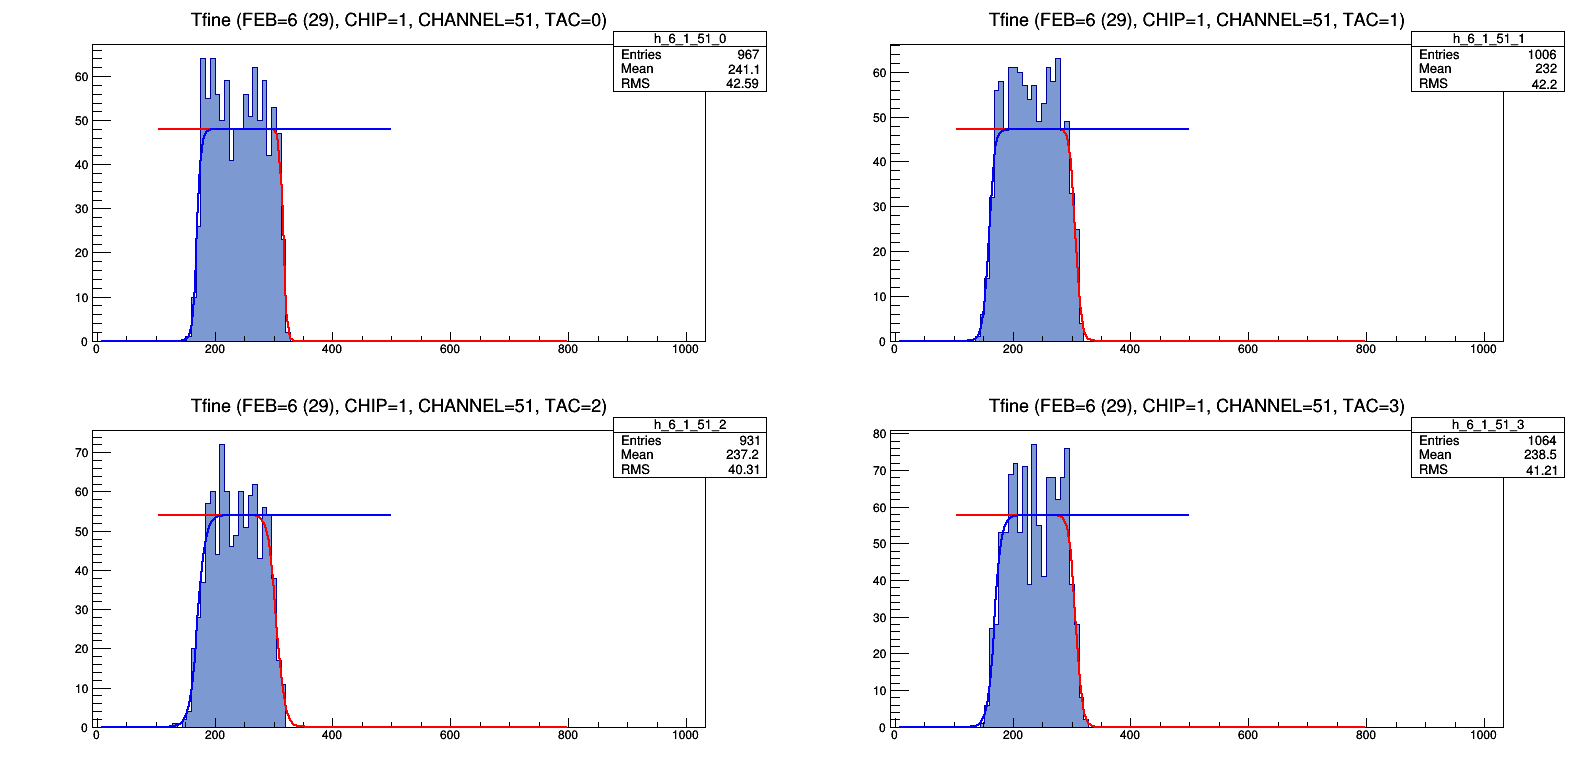 Tfine (FEB=6 (29), CHIP=1, CHANNEL=51, TAC=0)
h_6_1_51_0
Entries 967
Mean 241.1
RMS 42.59
60
50
40
30
20
10
0
0 200 400 600 800 1000
Tfine (FEB=6 (29), CHIP=1, CHANNEL=51, TAC=1)
h_6_1_51_1
Entries 1006
Mean 232
RMS 42.2
60
50
40
30
20
10
0
0 200 400 600 800 1000
Tfine (FEB=6 (29), CHIP=1, CHANNEL=51, TAC=2)
h_6_1_51_2
Entries 931
Mean 237.2
RMS 40.31
70
60
50
40
30
20
10
0
0 200 400 600 800 1000
Tfine (FEB=6 (29), CHIP=1, CHANNEL=51, TAC=3)
h_6_1_51_3
Entries 1064
Mean 238.5
RMS 41.21
80
70
60
50
40
30
20
10
0
0 200 400 600 800 1000